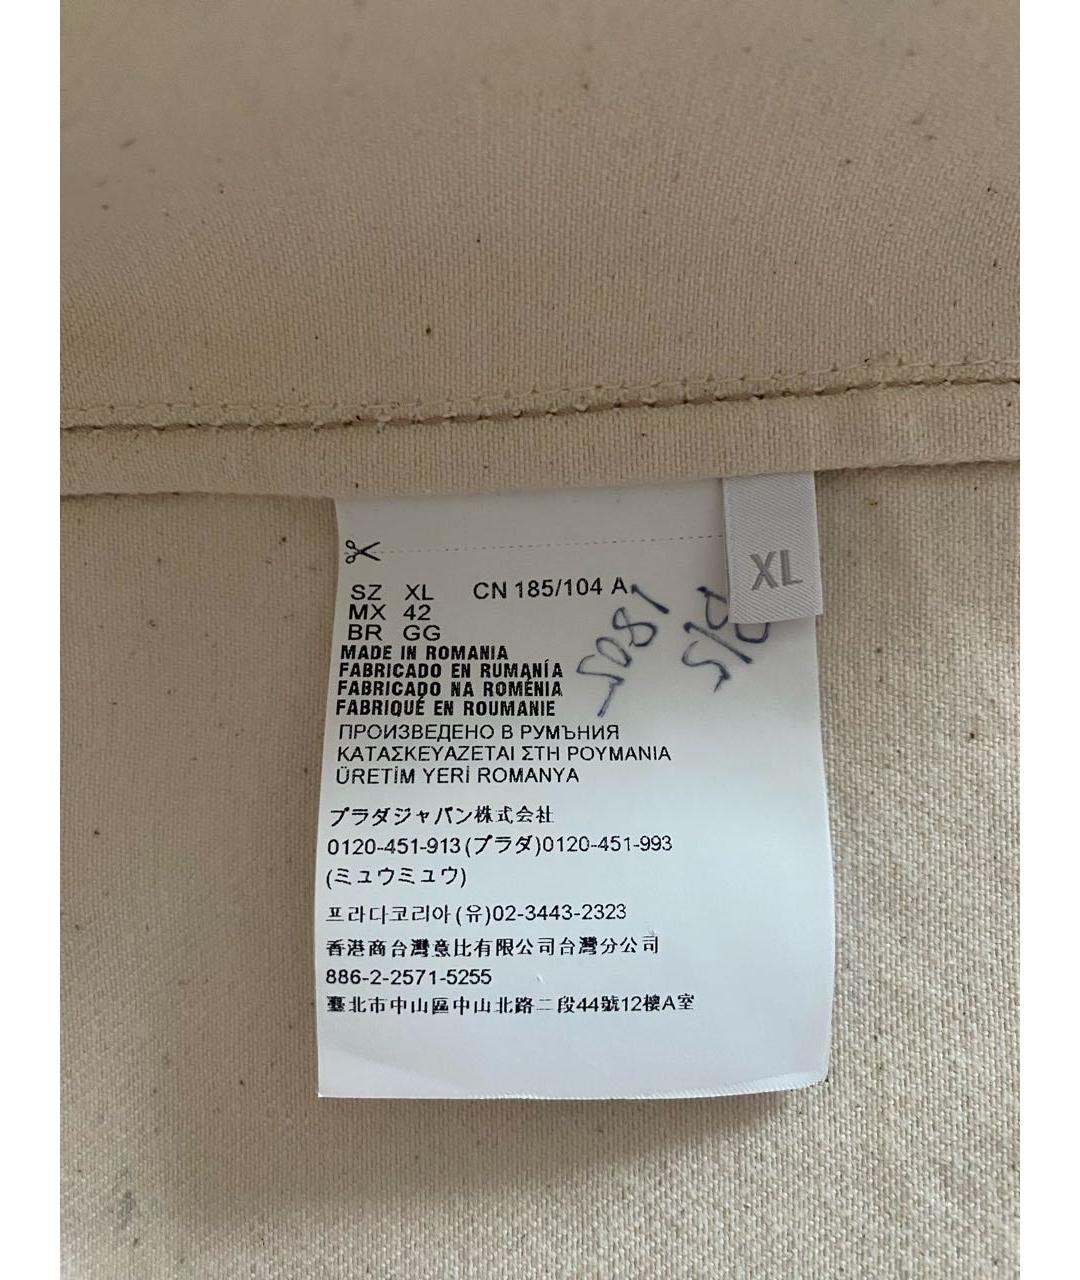 XL
SZ XL CN 185/104 A
MX 42
BR GG
MADE IN ROMANIA
FABRICADO EN RUMANÍA
FABRICADO NA ROMÉNIA
FABRIQUÉ EN ROUMANIE
ПРОИЗВЕДЕНО В РУМЪНИЯ
ΚΑΤΑΣΚΕΥΑΖΕΤΑΙ ΣΤΗ ΡΟΥΜΑΝΙΑ
ÜRETİM YERİ ROMANYA
プラダジャパン株式会社
0120-451-913(プラダ)0120-451-993
(ミュウミュウ)
프라다코리아(유)02-3443-2323
香港商台灣意比有限公司台灣分公司
886-2-2571-5255
臺北市中山區中山北路二段44號12樓A室